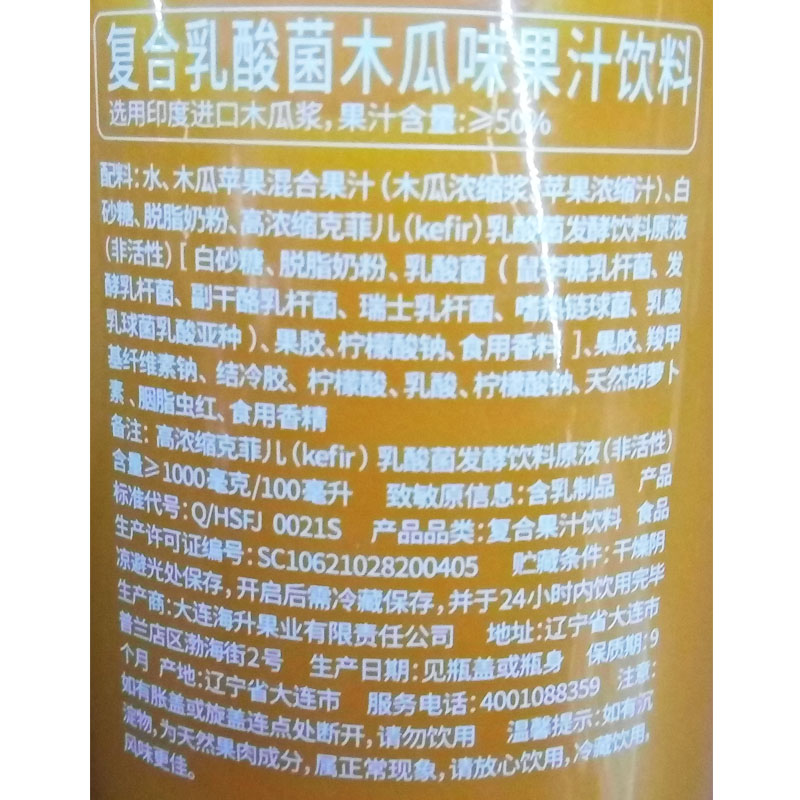 复合乳酸菌木瓜味果汁饮料
选用印度进口木瓜浆,果汁含量:≥50%
配料:水、木瓜苹果混合果汁(木瓜浓缩浆、苹果浓缩汁)、白
砂糖、脱脂奶粉、高浓缩克菲儿(kefir)乳酸菌发酵饮料原液
(非活性)[白砂糖、脱脂奶粉、乳酸菌(鼠李糖乳杆菌、发
酵乳杆菌、副干酪乳杆菌、瑞士乳杆菌、嗜热链球菌、乳酸
乳球菌乳酸亚种)、果胶、柠檬酸钠、食用香料]、果胶、羧甲
基纤维素钠、结冷胶、柠檬酸、乳酸、柠檬酸钠、天然胡萝卜
素、胭脂虫红、食用香精
备注:高浓缩克菲儿(kefir)乳酸菌发酵饮料原液(非活性)
含量≥1000毫克/100毫升 致敏原信息:含乳制品 产品
标准代号:Q/HSFJ 0021S 产品品类:复合果汁饮料 食品
生产许可证编号:SC10621028200405 贮藏条件:干燥阴
凉避光处保存,开启后需冷藏保存,并于24小时内饮用完毕
生产商:大连海升果业有限责任公司 地址:辽宁省大连市
普兰店区渤海街2号 生产日期:见瓶盖或瓶身 保质期:9
个月 产地:辽宁省大连市 服务电话:4001088359 注意:
如有胀盖或旋盖连点处断开,请勿饮用 温馨提示:如有沉
淀物,为天然果肉成分,属正常现象,请放心饮用,冷藏饮用,
风味更佳。